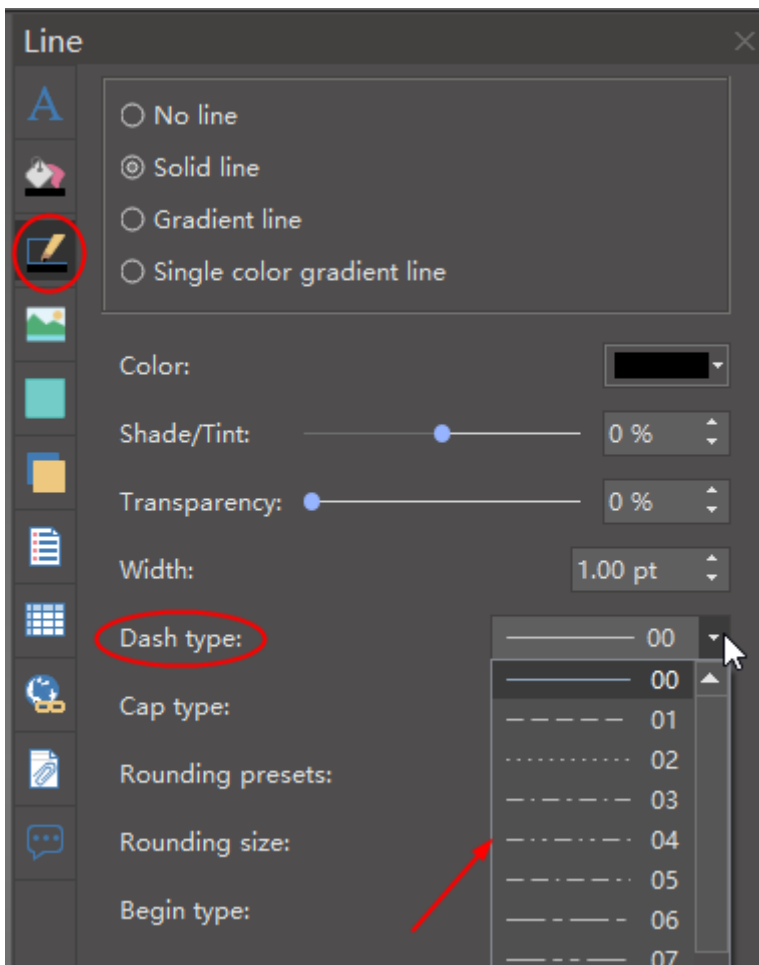 Line
A
No line
Solid line
Gradient line
Single color gradient line
Color:
Shade/Tint: 0 %
Transparency: 0 %
Width: 1.00 pt
Dash type: 00
00
Cap type:
01
02
Rounding presets:
03
Rounding size: 04
05
Begin type: 06
07